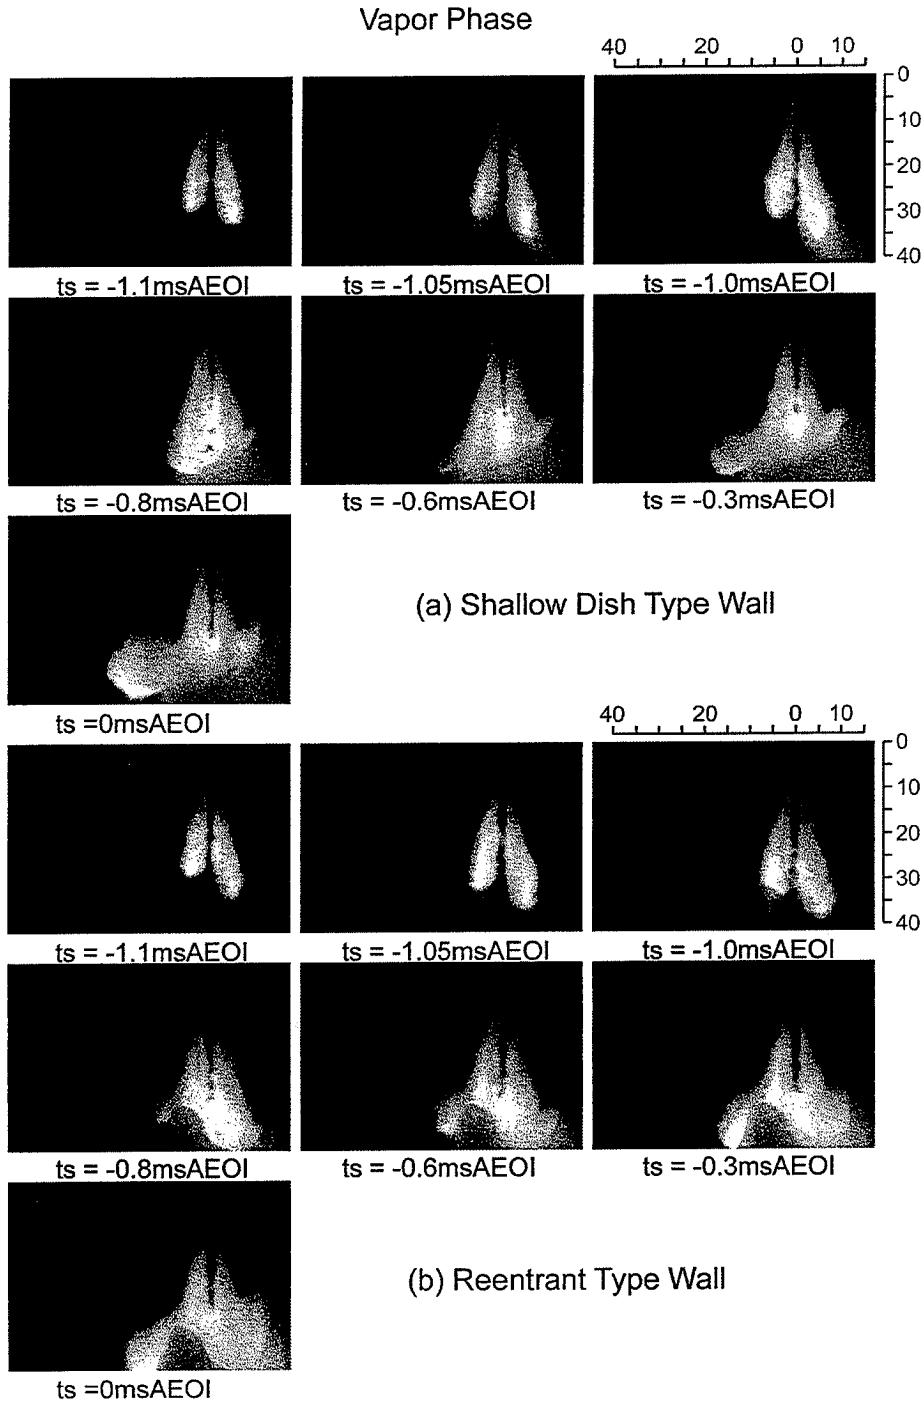 Vapor Phase
40 20 0 10
0
10
20
30
40
ts = -1.1msAEOI ts = -1.05msAEOI ts = -1.0msAEOI
ts = -0.8msAEOI ts = -0.6msAEOI ts = -0.3msAEOI
(a) Shallow Dish Type Wall
ts =0msAEOI
40 20 0 10
0
10
20
30
40
ts = -1.1msAEOI ts = -1.05msAEOI ts = -1.0msAEOI
ts = -0.8msAEOI ts = -0.6msAEOI ts = -0.3msAEOI
(b) Reentrant Type Wall
ts =0msAEOI